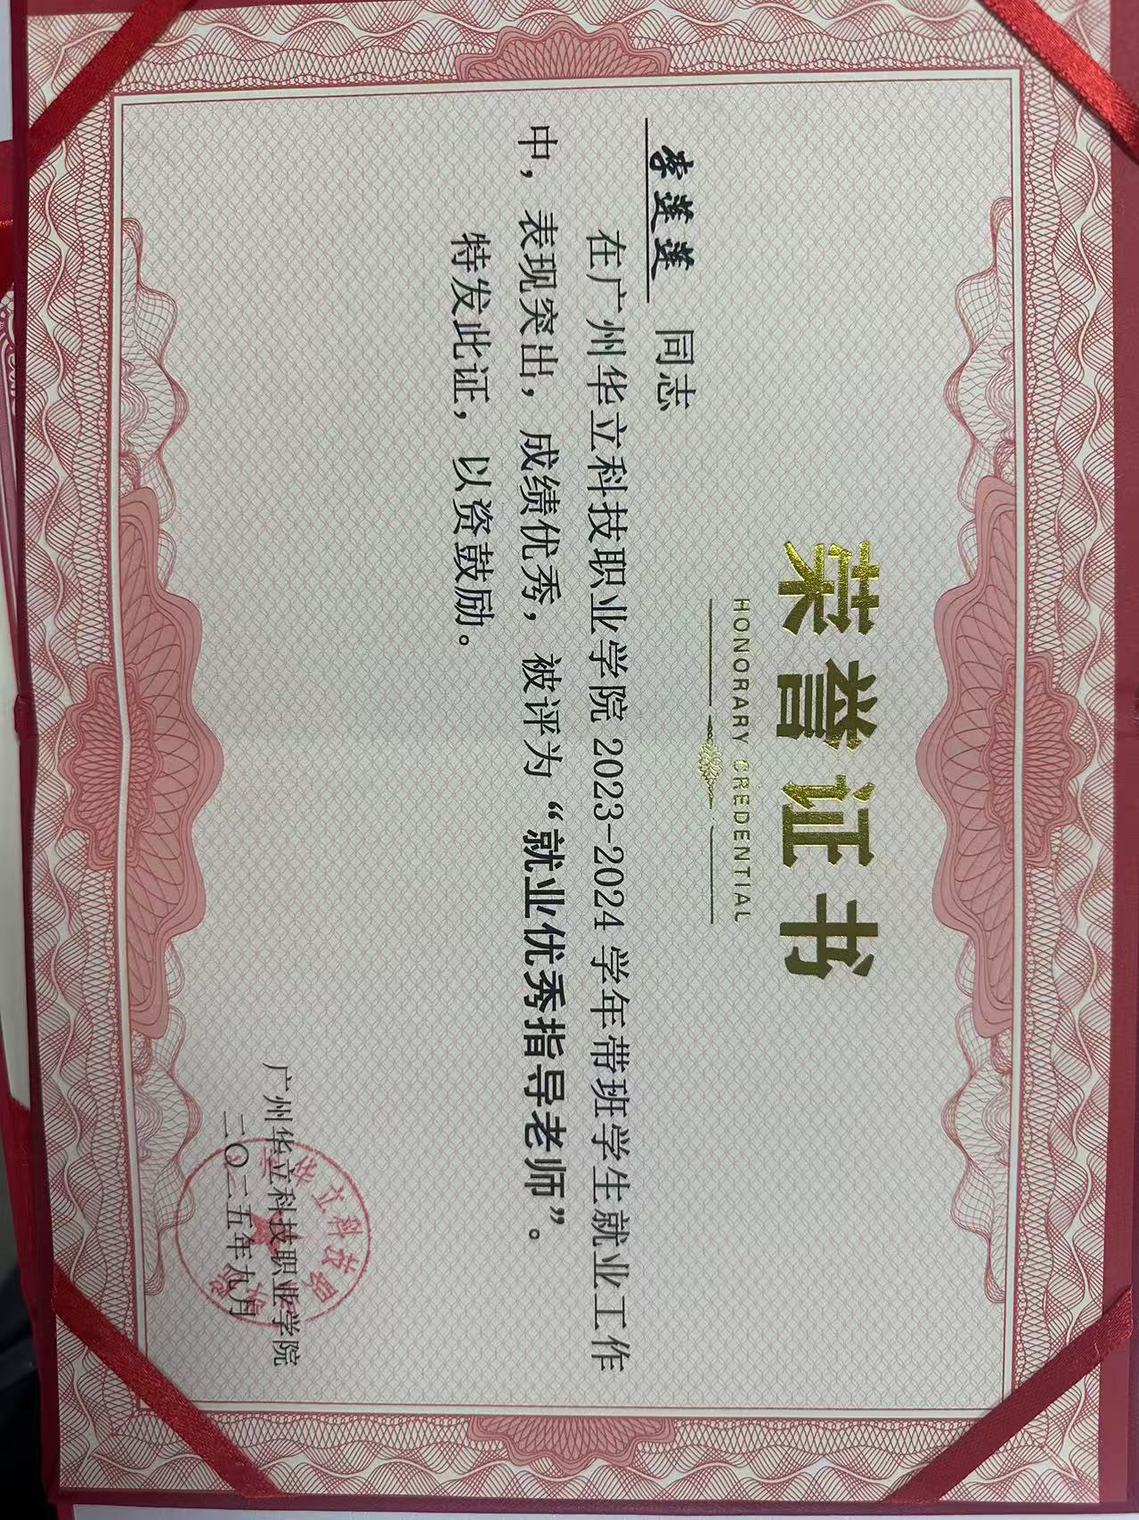 荣誉证书
HONORARY CREDENTIAL
李莲莲 同志
在广州华立科技职业学院 2023-2024 学年带班学生就业工作
中，表现突出，成绩优秀，被评为“就业优秀指导老师”。
特发此证，以资鼓励。
广州华立科技职业学院
二〇二五年九月